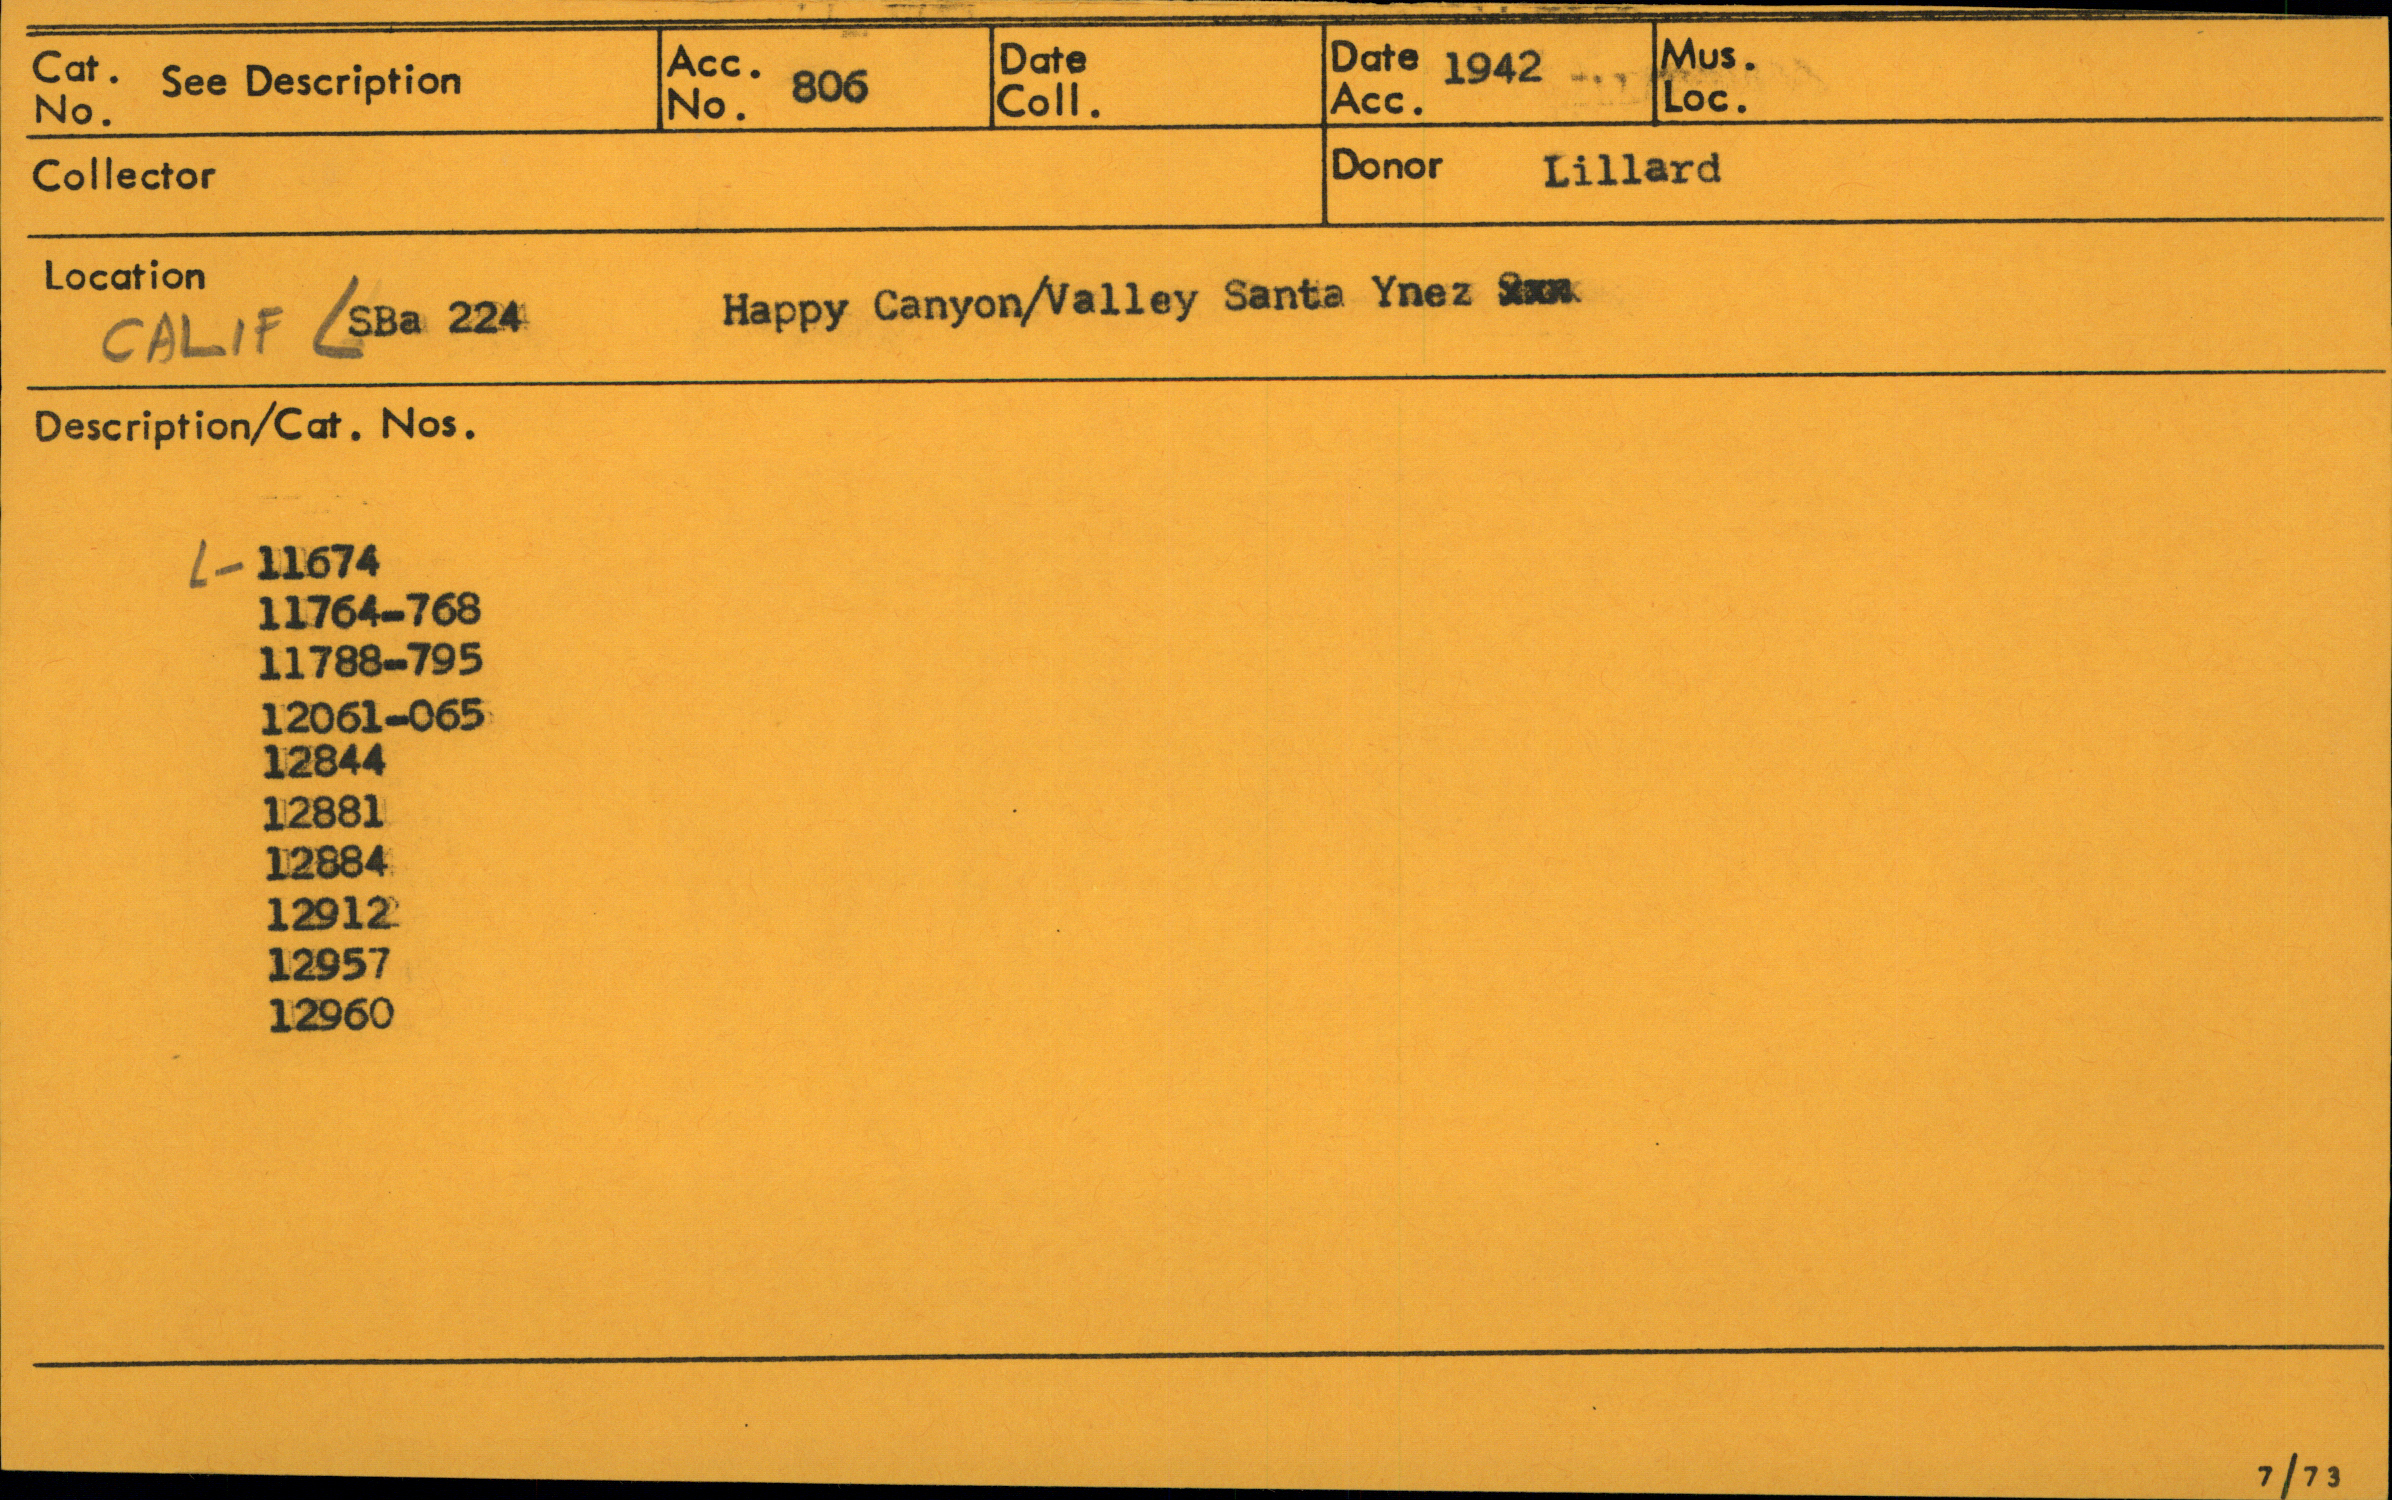 Cat. No. See Description Acc. No. 806 Date Coll. Date Acc. 1942 Mus. Loc.
Collector Donor Lillard
Location
CALIF L SBa 224 Happy Canyon/Valley Santa Ynez
Description/Cat. Nos.
L- 11674
11764-768
11788-795
12061-065
12844
12881
12884
12912
12957
12960
7/73